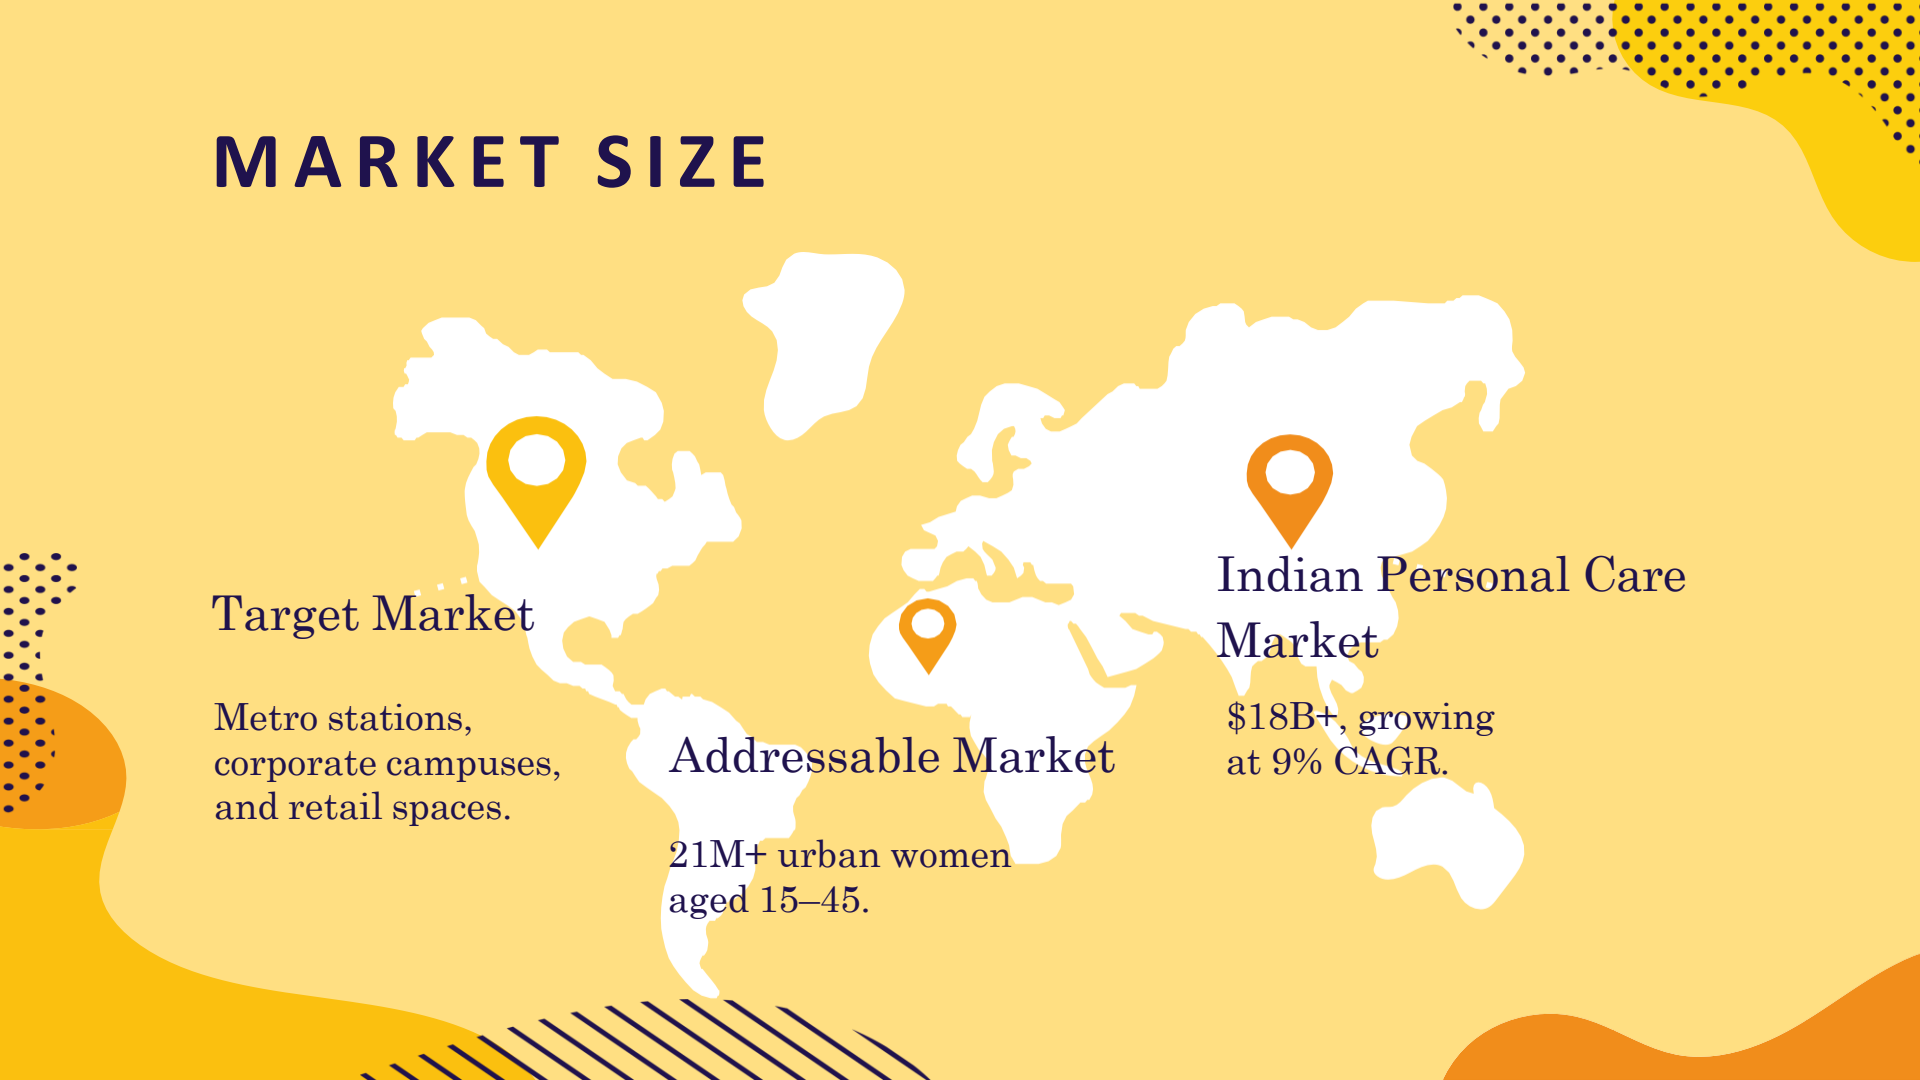 MARKET SIZE
Target Market
Metro stations,
corporate campuses,
and retail spaces.
Addressable Market
21M+ urban women
aged 15–45.
Indian Personal Care
Market
$18B+, growing
at 9% CAGR.